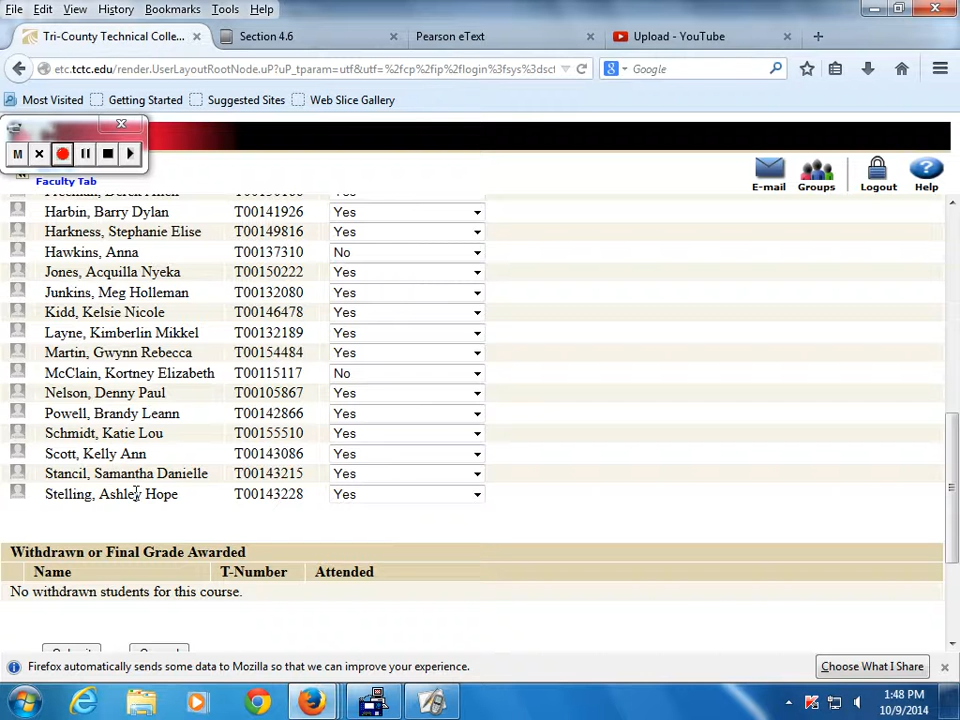 File Edit View History Bookmarks Tools Help
Tri-County Technical Colle... Section 4.6 Pearson eText Upload - YouTube
etc.tctc.edu/render.UserLayoutRootNode.uP?uP_tparam=utf&utf= %2fcp%2fip%2flogin%3fsys%3dsct Google
Most Visited Getting Started Suggested Sites Web Slice Gallery
M
Faculty Tab
E-mail Groups Logout Help
Harbin, Barry Dylan T00141926 Yes
Harkness, Stephanie Elise T00149816 Yes
Hawkins, Anna T00137310 No
Jones, Acquilla Nyeka T00150222 Yes
Junkins, Meg Holleman T00132080 Yes
Kidd, Kelsie Nicole T00146478 Yes
Layne, Kimberlin Mikkel T00132189 Yes
Martin, Gwynn Rebecca T00154484 Yes
McClain, Kortney Elizabeth T00115117 No
Nelson, Denny Paul T00105867 Yes
Powell, Brandy Leann T00142866 Yes
Schmidt, Katie Lou T00155510 Yes
Scott, Kelly Ann T00143086 Yes
Stancil, Samantha Danielle T00143215 Yes
Stelling, Ashley Hope T00143228 Yes
Withdrawn or Final Grade Awarded
Name T-Number Attended
No withdrawn students for this course.
Firefox automatically sends some data to Mozilla so that we can improve your experience. Choose What I Share
1:48 PM
10/9/2014